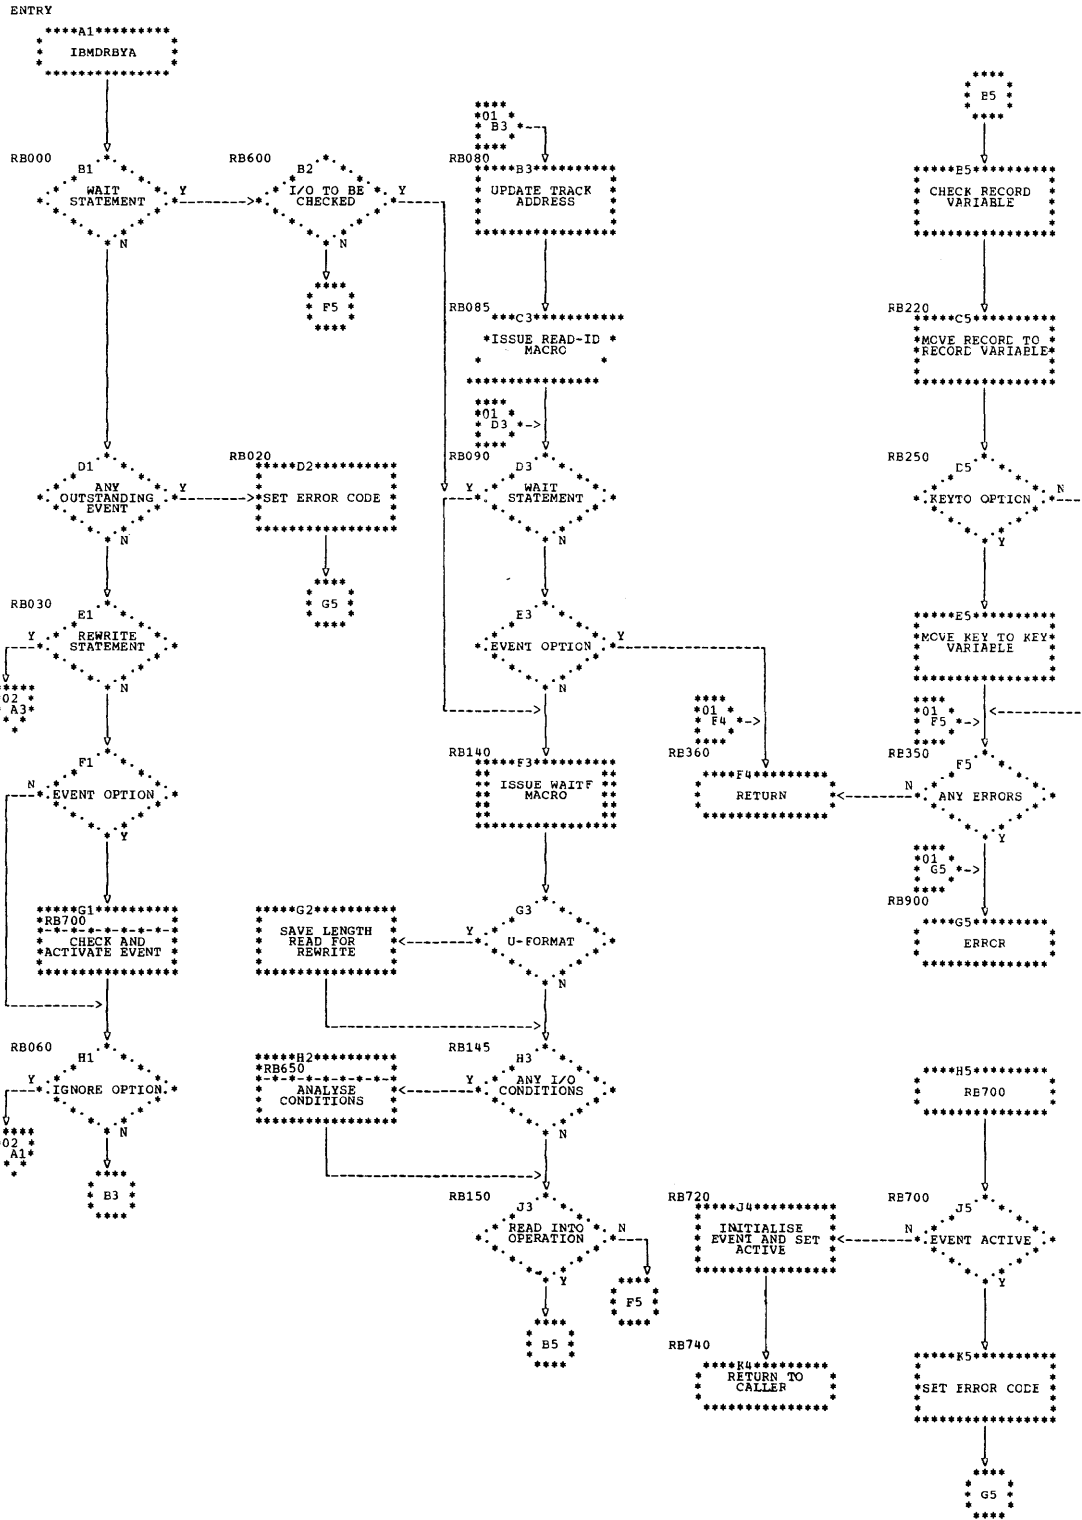 ENTRY
A1
IBMDRBYA
RB000
B1
WAIT
STATEMENT
Y
N
RB600
B2
I/O TO BE
CHECKED
Y
N
F5
D1
ANY
OUTSTANDING
EVENT
Y
N
RB020
D2
SET ERROR CODE
G5
RB030
E1
REWRITE
STATEMENT
Y
N
02
A3
F1
EVENT OPTION
N
Y
G1
RB700
CHECK AND
ACTIVATE EVENT
RB060
H1
IGNORE OPTION
Y
N
02
A1
B3
01
B3
RB080
B3
UPDATE TRACK
ADDRESS
RB085
C3
ISSUE READ-ID
MACRO
01
D3
RB090
D3
WAIT
STATEMENT
Y
N
E3
EVENT OPTION
Y
N
RB140
F3
ISSUE WAITF
MACRO
G3
U-FORMAT
Y
N
G2
SAVE LENGTH
READ FOR
REWRITE
RB145
H3
ANY I/O
CONDITIONS
Y
N
H2
RB650
ANALYSE
CONDITIONS
RB150
J3
READ INTO
OPERATION
N
Y
F5
B5
01
F4
RB360
F4
RETURN
B5
B5
CHECK RECORD
VARIABLE
RB220
C5
MOVE RECORD TO
RECORD VARIABLE
RB250
D5
KEYTO OPTION
N
Y
E5
MOVE KEY TO KEY
VARIABLE
01
F5
RB350
F5
ANY ERRORS
N
Y
01
G5
RB900
G5
ERROR
H5
RB700
RB700
J5
EVENT ACTIVE
N
Y
RB720
J4
INITIALISE
EVENT AND SET
ACTIVE
RB740
K4
RETURN TO
CALLER
K5
SET ERROR CODE
G5